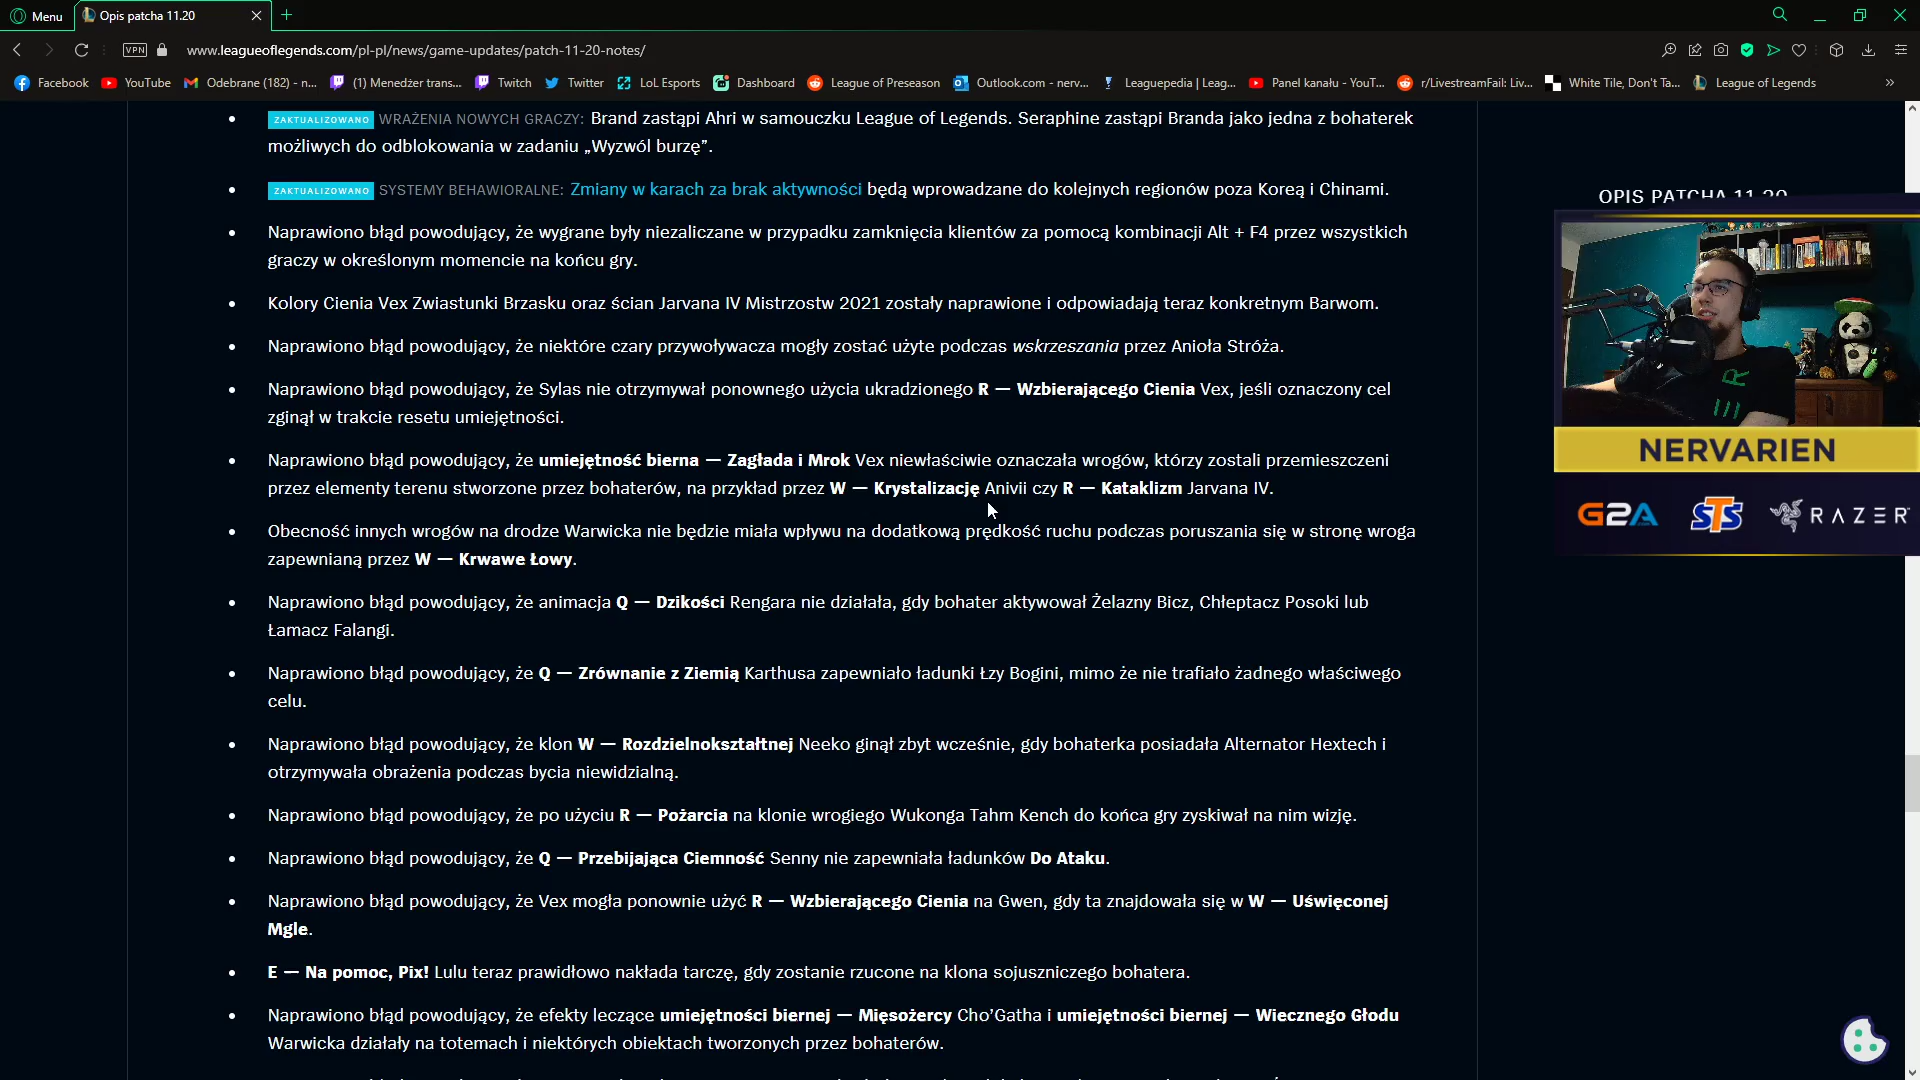 Menu
Opis patcha 11.20
VPN
www.leagueoflegends.com/pl-pl/news/game-updates/patch-11-20-notes/
Facebook
YouTube
Odebrane (182) - n...
(1) Menedżer trans...
Twitch
Twitter
LoL Esports
Dashboard
League of Preseason
Outlook.com - nerv...
Leaguepedia | Leag...
Panel kanału - YouT...
r/LivestreamFail: Liv...
White Tile, Don't Ta...
League of Legends
»
ZAKTUALIZOWANO WRAŻENIA NOWYCH GRACZY: Brand zastąpi Ahri w samouczku League of Legends. Seraphine zastąpi Branda jako jedna z bohaterek
możliwych do odblokowania w zadaniu „Wyzwól burzę”.
ZAKTUALIZOWANO SYSTEMY BEHAWIORALNE: Zmiany w karach za brak aktywności będą wprowadzane do kolejnych regionów poza Koreą i Chinami.
Naprawiono błąd powodujący, że wygrane były niezaliczane w przypadku zamknięcia klientów za pomocą kombinacji Alt + F4 przez wszystkich
graczy w określonym momencie na końcu gry.
Kolory Cienia Vex Zwiastunki Brzasku oraz ścian Jarvana IV Mistrzostw 2021 zostały naprawione i odpowiadają teraz konkretnym Barwom.
Naprawiono błąd powodujący, że niektóre czary przywoływacza mogły zostać użyte podczas wskrzeszania przez Anioła Stróża.
Naprawiono błąd powodujący, że Sylas nie otrzymywał ponownego użycia ukradzionego R — Wzbierającego Cienia Vex, jeśli oznaczony cel
zginął w trakcie resetu umiejętności.
Naprawiono błąd powodujący, że umiejętność bierna — Zagłada i Mrok Vex niewłaściwie oznaczała wrogów, którzy zostali przemieszczeni
przez elementy terenu stworzone przez bohaterów, na przykład przez W — Krystalizację Anivii czy R — Kataklizm Jarvana IV.
Obecność innych wrogów na drodze Warwicka nie będzie miała wpływu na dodatkową prędkość ruchu podczas poruszania się w stronę wroga
zapewnianą przez W — Krwawe Łowy.
Naprawiono błąd powodujący, że animacja Q — Dzikości Rengara nie działała, gdy bohater aktywował Żelazny Bicz, Chłeptacz Posoki lub
Łamacz Falangi.
Naprawiono błąd powodujący, że Q — Zrównanie z Ziemią Karthusa zapewniało ładunki Łzy Bogini, mimo że nie trafiało żadnego właściwego
celu.
Naprawiono błąd powodujący, że klon W — Rozdzielnokształtnej Neeko ginął zbyt wcześnie, gdy bohaterka posiadała Alternator Hextech i
otrzymywała obrażenia podczas bycia niewidzialną.
Naprawiono błąd powodujący, że po użyciu R — Pożarcia na klonie wrogiego Wukonga Tahm Kench do końca gry zyskiwał na nim wizję.
Naprawiono błąd powodujący, że Q — Przebijająca Ciemność Senny nie zapewniała ładunków Do Ataku.
Naprawiono błąd powodujący, że Vex mogła ponownie użyć R — Wzbierającego Cienia na Gwen, gdy ta znajdowała się w W — Uświęconej
Mgle.
E — Na pomoc, Pix! Lulu teraz prawidłowo nakłada tarczę, gdy zostanie rzucone na klona sojuszniczego bohatera.
Naprawiono błąd powodujący, że efekty leczące umiejętności biernej — Mięsożercy Cho’Gatha i umiejętności biernej — Wiecznego Głodu
Warwicka działały na totemach i niektórych obiektach tworzonych przez bohaterów.
OPIS PATCHA 11.20
NERVARIEN
G2A
STS
RAZER